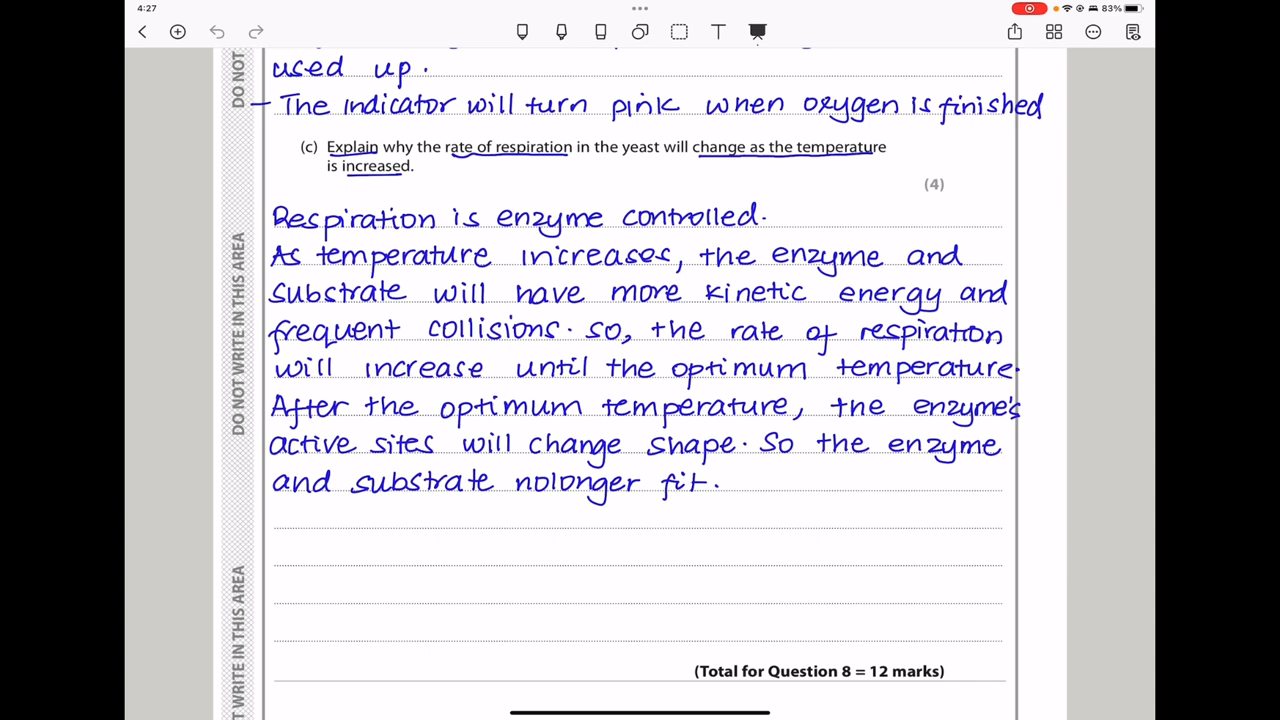 4:27
83%
T
used up.
DO NOT
- The indicator will turn pink when oxygen is finished
(c) Explain why the rate of respiration in the yeast will change as the temperature
is increased.
(4)
Respiration is enzyme controlled.
As temperature increases, the enzyme and
substrate will have more kinetic energy and
frequent collisions. so, the rate of respiration
will increase until the optimum temperature.
After the optimum temperature, the enzyme's
active sites will change shape. So the enzyme
and substrate nolonger fit.
DO NOT WRITE IN THIS AREA
T WRITE IN THIS AREA
(Total for Question 8 = 12 marks)